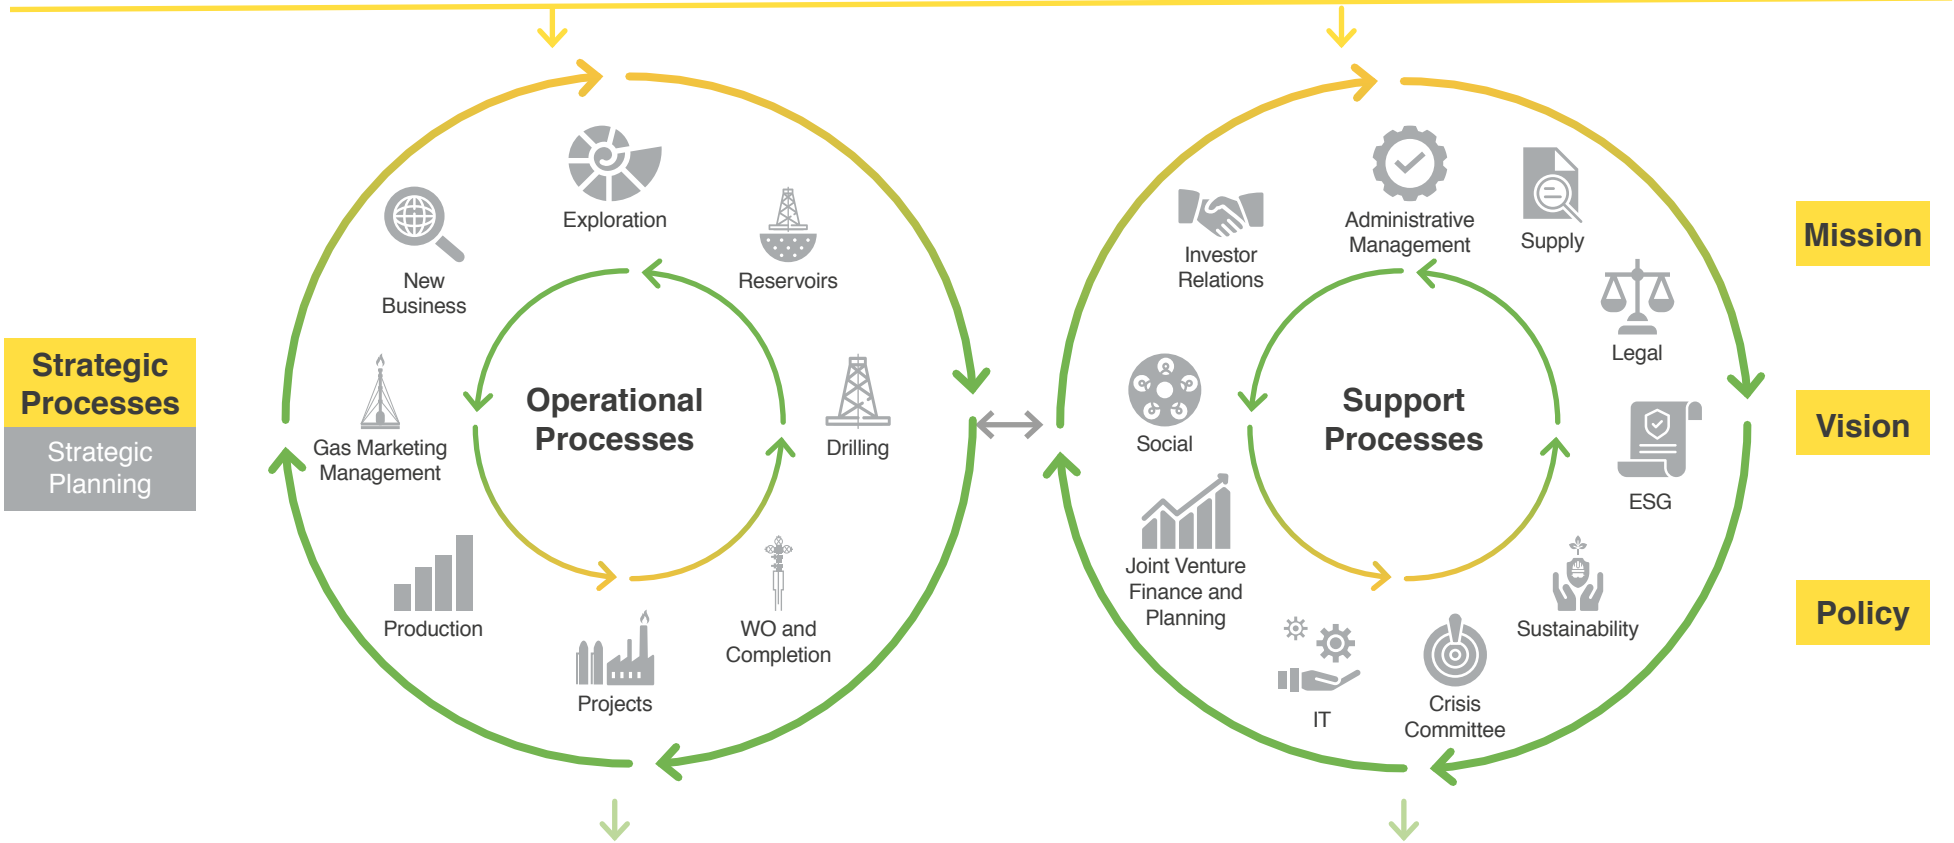 Strategic
Processes
Strategic
Planning
Operational
Processes
Exploration
Reservoirs
Drilling
WO and
Completion
Projects
Production
Gas Marketing
Management
New
Business
Support
Processes
Administrative
Management
Supply
Legal
ESG
Sustainability
Crisis
Committee
IT
Joint Venture
Finance and
Planning
Social
Investor
Relations
Mission
Vision
Policy